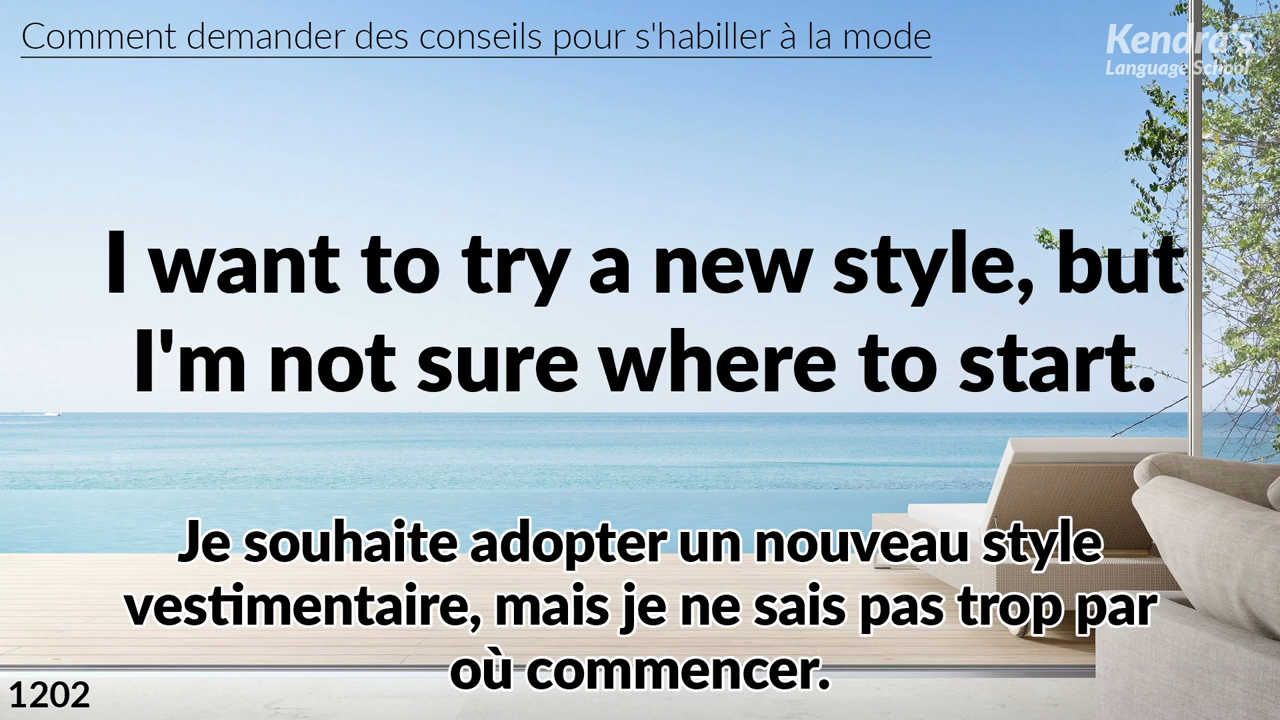 Comment demander des conseils pour s'habiller à la mode
Kendra's
Language School
I want to try a new style, but
I'm not sure where to start.
Je souhaite adopter un nouveau style
vestimentaire, mais je ne sais pas trop par
où commencer.
1202